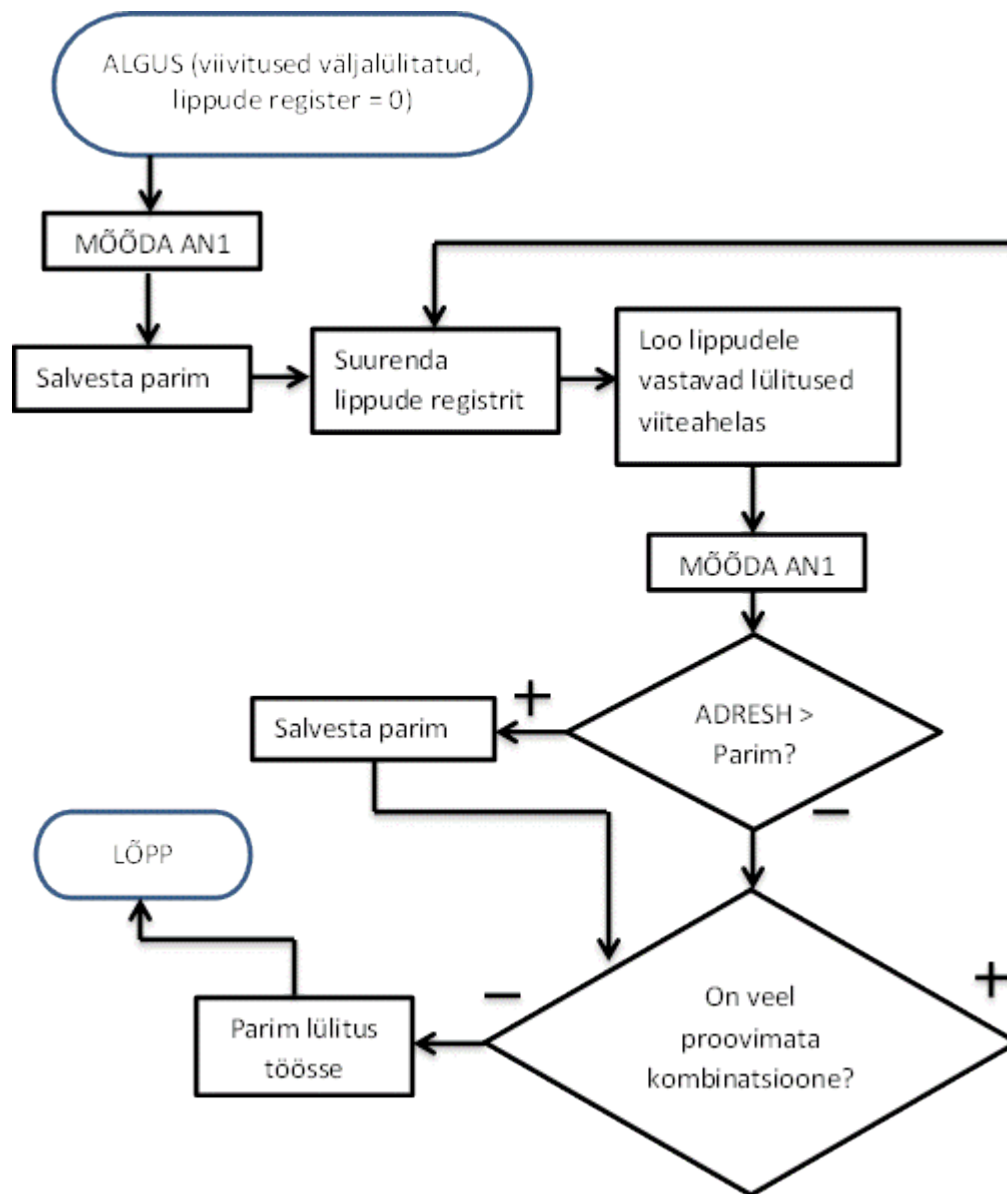 ALGUS (viivitused väljalülitatud,
lippude register = 0)
MÕÕDA AN1
Salvesta parim
Suurenda
lippude registrit
Loo lippudele
vastavad lülitused
viiteahelas
MÕÕDA AN1
ADRESH >
Parim?
+
Salvesta parim
−
LÕPP
On veel
proovimata
kombinatsioone?
+
−
Parim lülitus
töösse